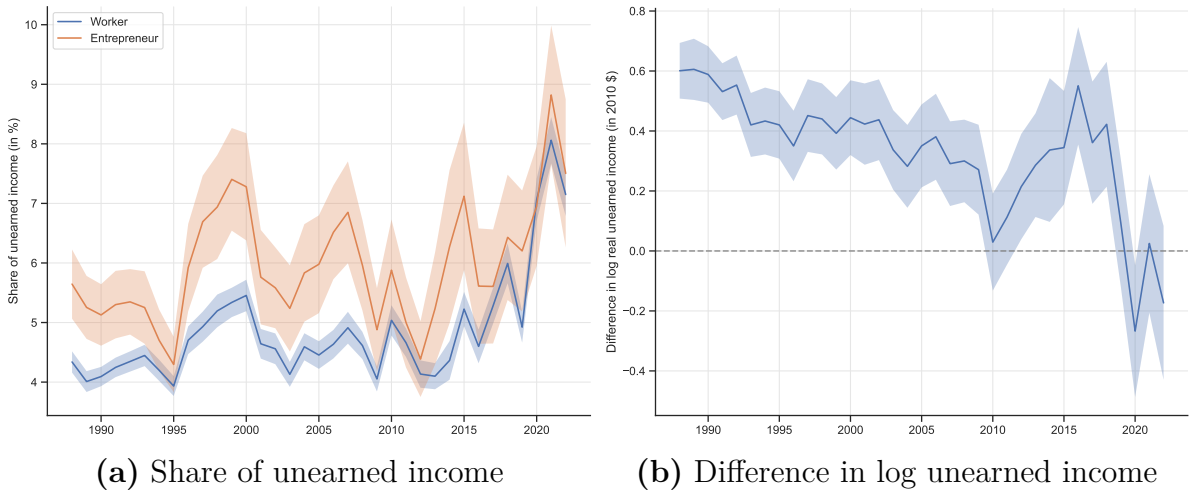 Share of unearned income (in %)
10
9
8
7
6
5
4
Worker
Entrepreneur
1990 1995 2000 2005 2010 2015 2020
(a) Share of unearned income
Difference in log real unearned income (in 2010 $)
0.8
0.6
0.4
0.2
0.0
−0.2
−0.4
1990 1995 2000 2005 2010 2015 2020
(b) Difference in log unearned income